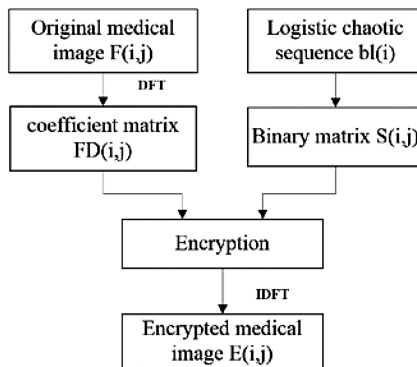 Original medical
image F(i,j)
Logistic chaotic
sequence bl(i)
DFT
coefficient matrix
FD(i,j)
Binary matrix S(i,j)
Encryption
IDFT
Encrypted medical
image E(i,j)